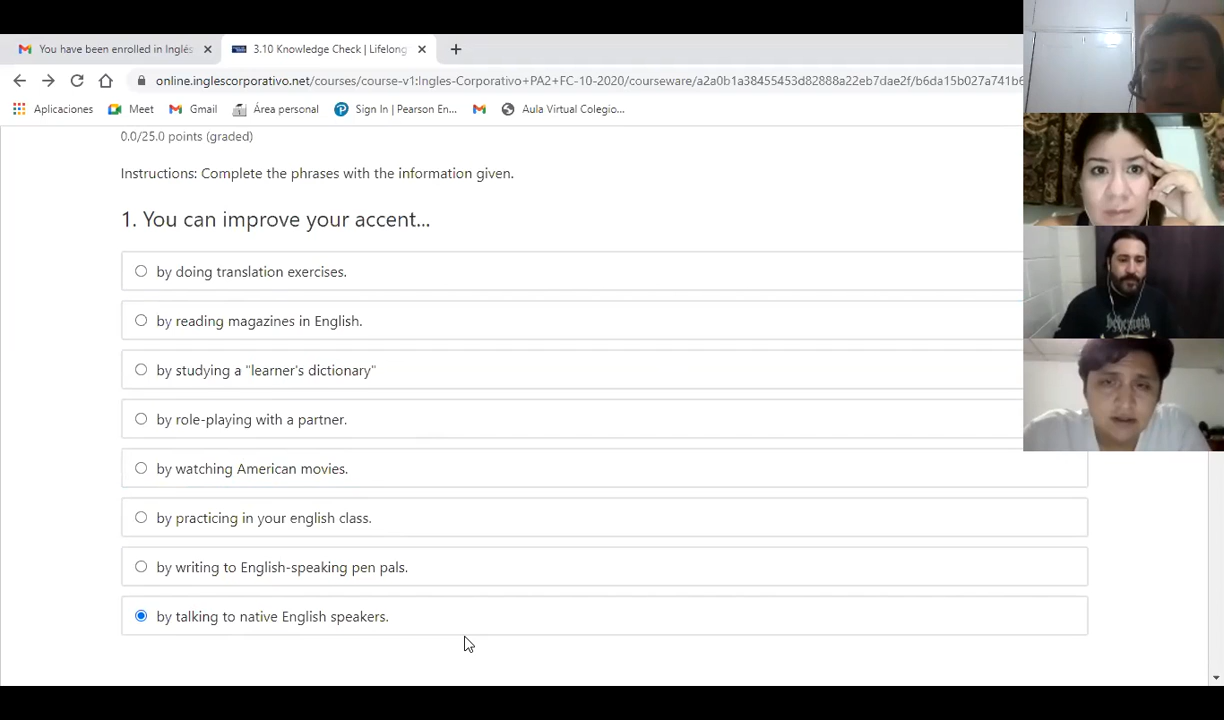 You have been enrolled in Inglés
3.10 Knowledge Check | Lifelong
online.inglescorporativo.net/courses/course-v1:Ingles-Corporativo+PA2+FC-10-2020/courseware/a2a0b1a38455453d82888a22eb7dae2f/b6da15b027a741b6
Aplicaciones
Meet
Gmail
Área personal
Sign In | Pearson En...
Aula Virtual Colegio...
0.0/25.0 points (graded)
Instructions: Complete the phrases with the information given.
1. You can improve your accent...
by doing translation exercises.
by reading magazines in English.
by studying a "learner's dictionary"
by role-playing with a partner.
by watching American movies.
by practicing in your english class.
by writing to English-speaking pen pals.
by talking to native English speakers.
behemoth